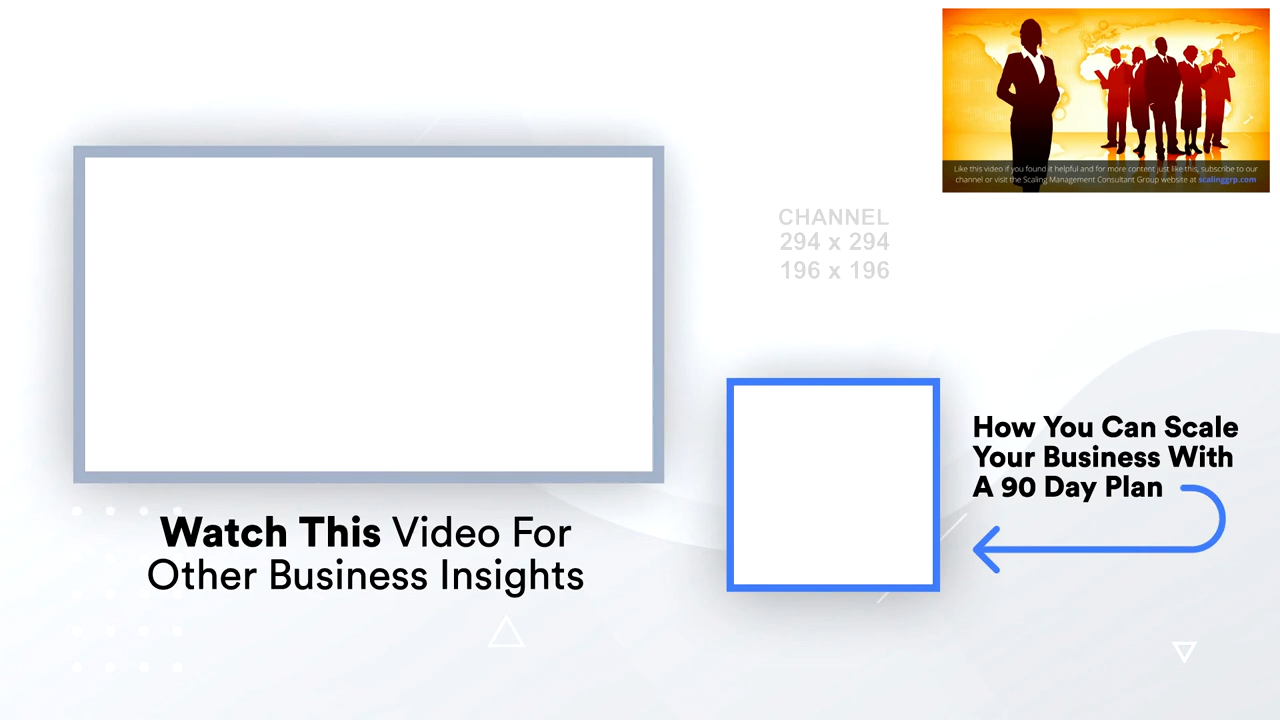 Like this video if you found it helpful and for more content just like this, subscribe to our
channel or visit the Scaling Management Consultant Group website at scalinggrp.com
CHANNEL
294 x 294
196 x 196
How You Can Scale
Your Business With
A 90 Day Plan
Watch This Video For
Other Business Insights